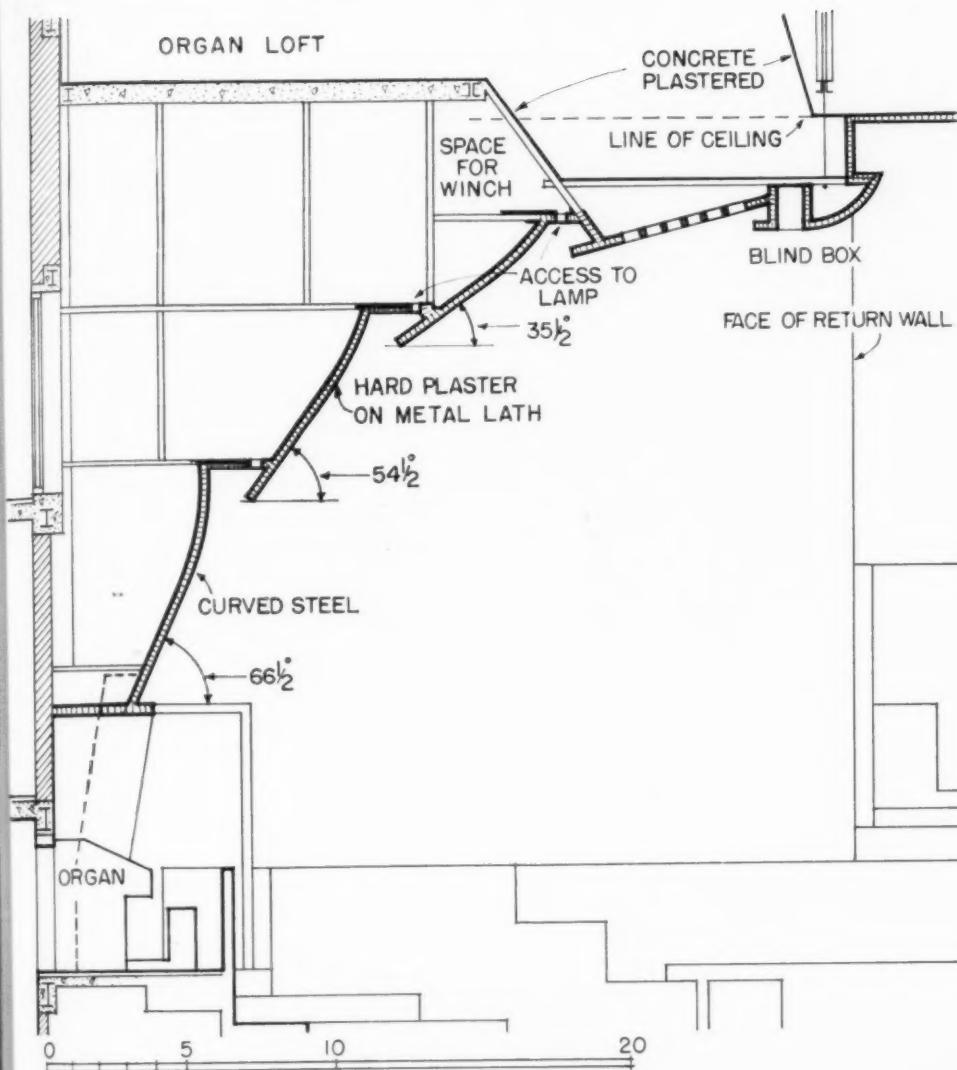 ORGAN LOFT
CONCRETE
PLASTERED
LINE OF CEILING
SPACE
FOR
WINCH
BLIND BOX
ACCESS TO
LAMP
35½°
FACE OF RETURN WALL
HARD PLASTER
ON METAL LATH
54½°
CURVED STEEL
66½°
ORGAN
0 5 10 20